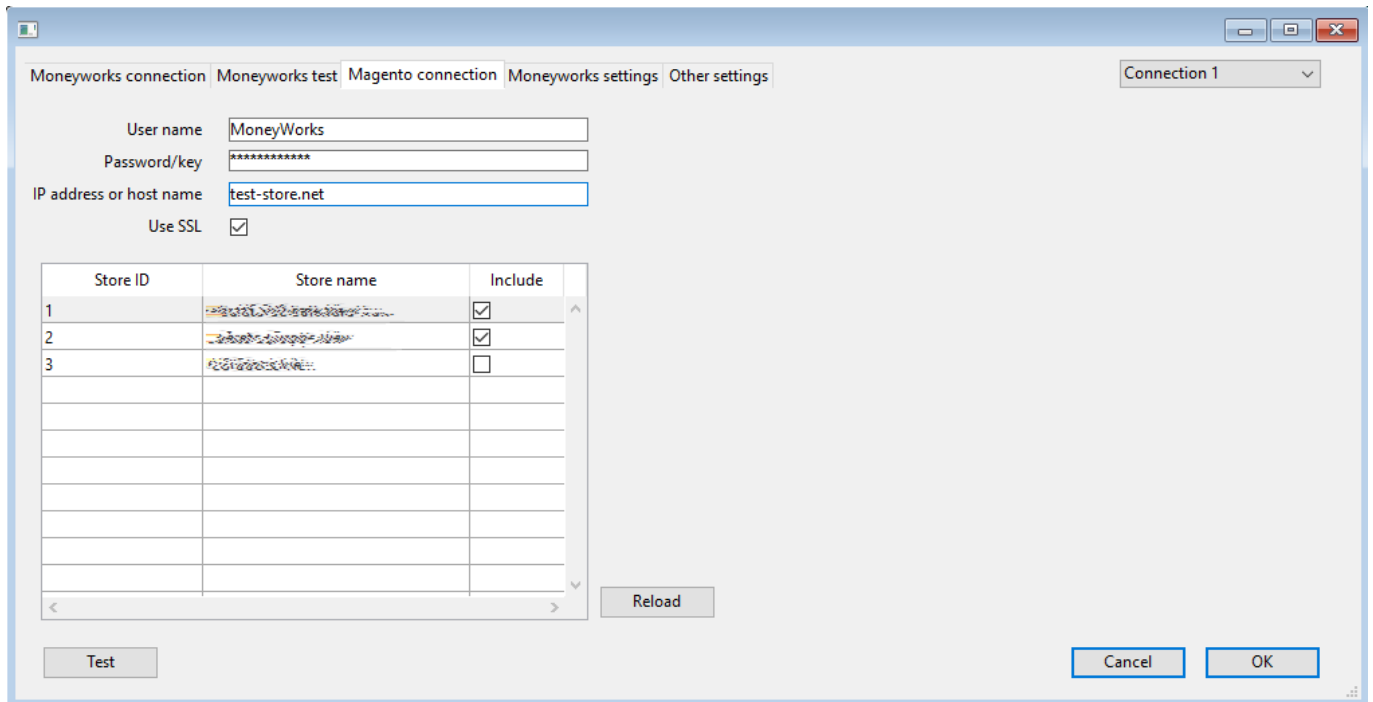 Moneyworks connection Moneyworks test Magento connection Moneyworks settings Other settings Connection 1
User name MoneyWorks
Password/key ************
IP address or host name test-store.net
Use SSL
Store ID Store name Include
1
2
3
Reload
Test Cancel OK